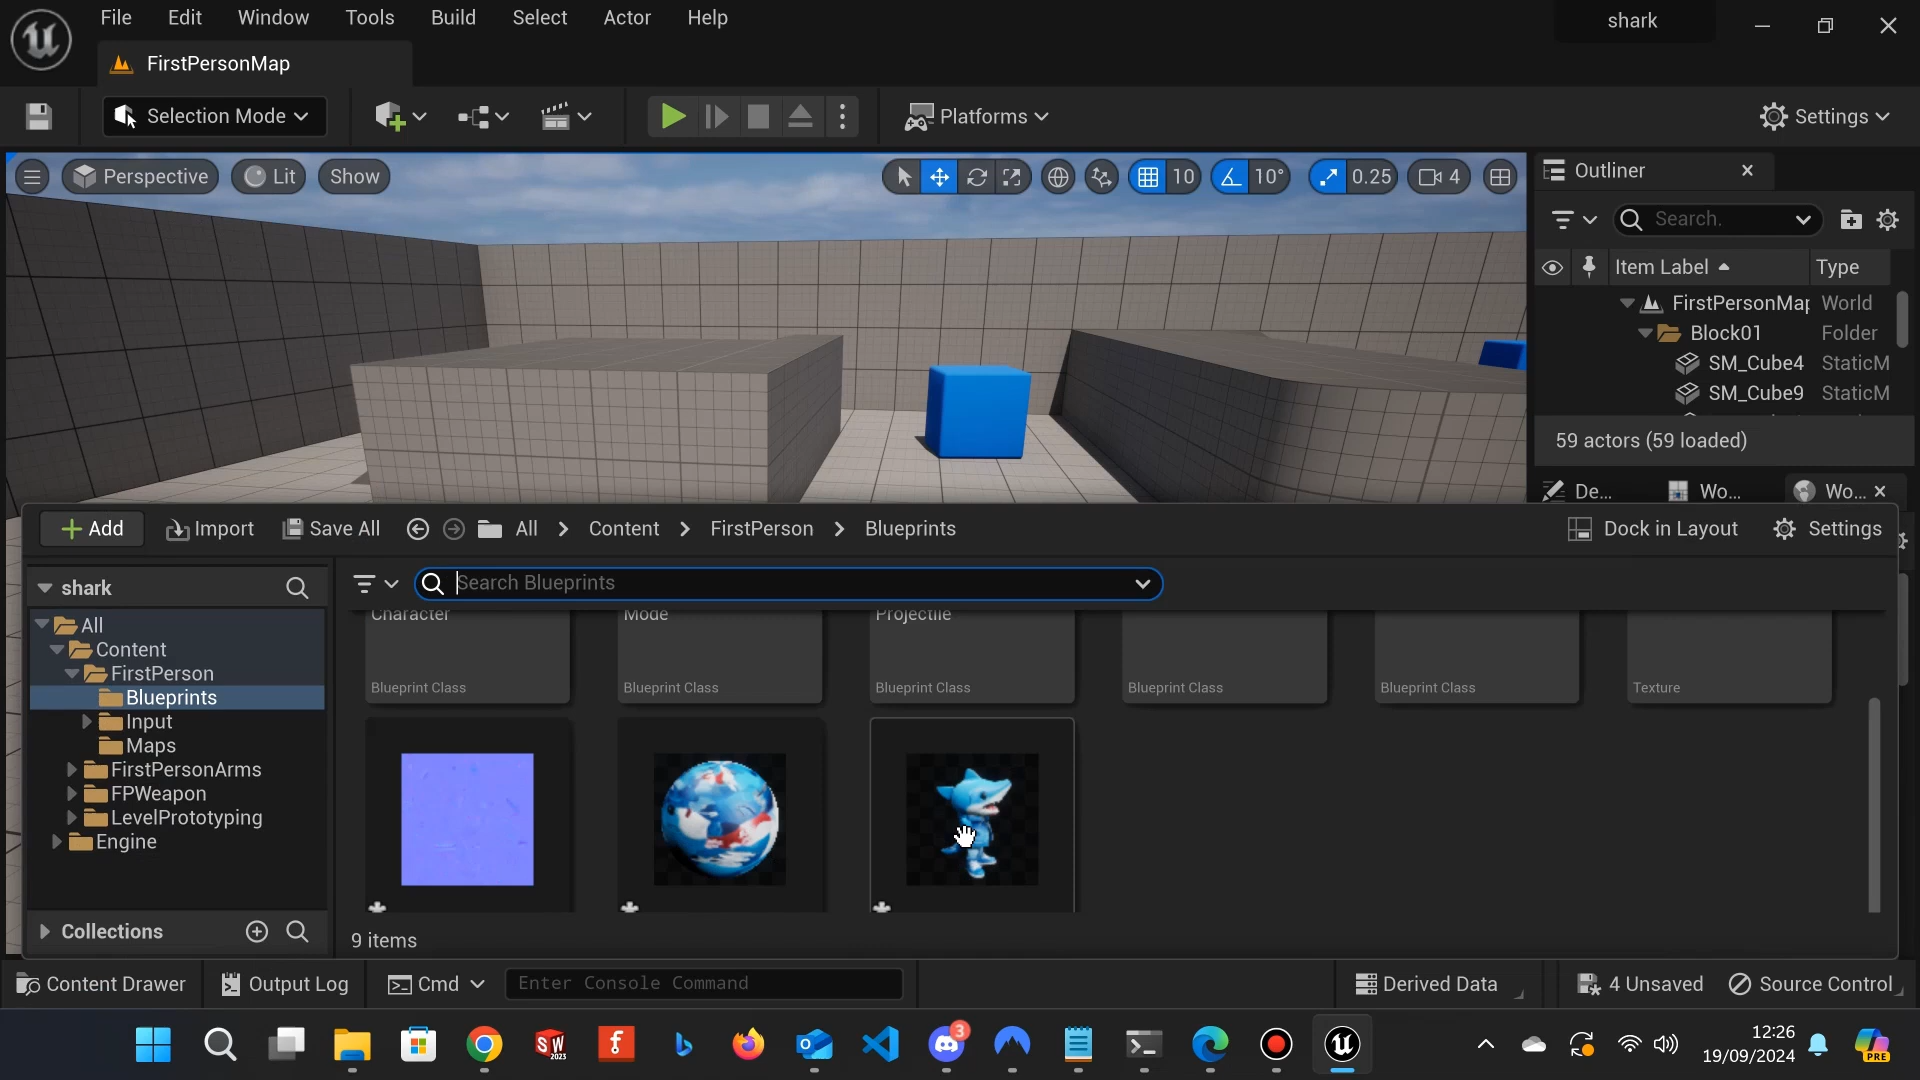 File Edit Window Tools Build Select Actor Help shark
FirstPersonMap
Selection Mode Platforms Settings
Perspective Lit Show 10 10° 0.25 4
Outliner
Search.
Item Label Type
FirstPersonMap World
Block01 Folder
SM_Cube4 StaticM
SM_Cube9 StaticM
59 actors (59 loaded)
De... Wo... Wo...
Add Import Save All All Content FirstPerson Blueprints Dock in Layout Settings
shark
Search Blueprints
All
Content
FirstPerson
Blueprints
Input
Maps
FirstPersonArms
FPWeapon
LevelPrototyping
Engine
Collections
Character Mode Projectile
Blueprint Class Blueprint Class Blueprint Class Blueprint Class Blueprint Class Texture
9 items
Content Drawer Output Log Cmd Enter Console Command Derived Data 4 Unsaved Source Control
SW 2023 f 3 PRE
12:26
19/09/2024